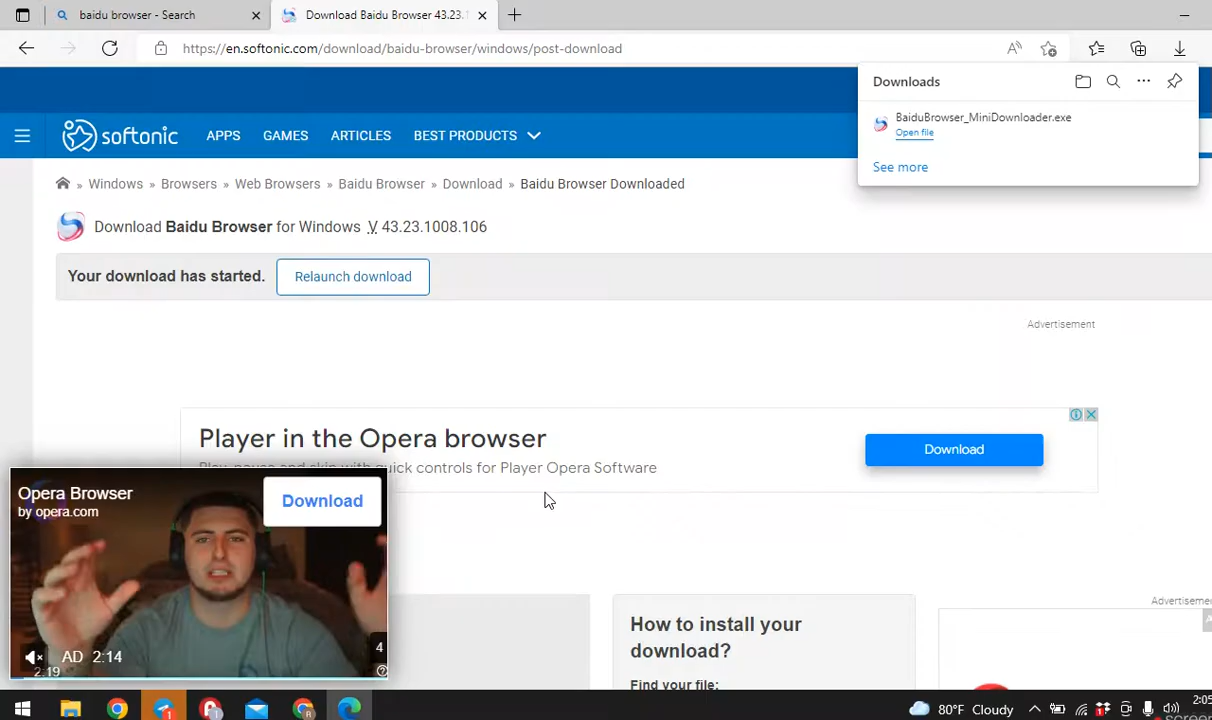 baidu browser - Search
Download Baidu Browser 43.23.1
https://en.softonic.com/download/baidu-browser/windows/post-download
Downloads
BaiduBrowser_MiniDownloader.exe
Open file
See more
softonic
APPS
GAMES
ARTICLES
BEST PRODUCTS
» Windows » Browsers » Web Browsers » Baidu Browser » Download » Baidu Browser Downloaded
Download Baidu Browser for Windows V 43.23.1008.106
Your download has started.
Relaunch download
Advertisement
Player in the Opera browser
Play, pause and skip with quick controls for Player Opera Software
Download
Opera Browser
by opera.com
Download
AD 2:14
4
2:19
How to install your
download?
Find your file:
Advertiseme
80°F Cloudy
2:05